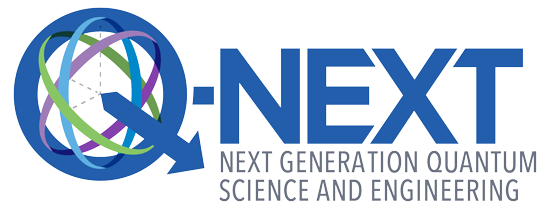 Q-NEXT
NEXT GENERATION QUANTUM
SCIENCE AND ENGINEERING